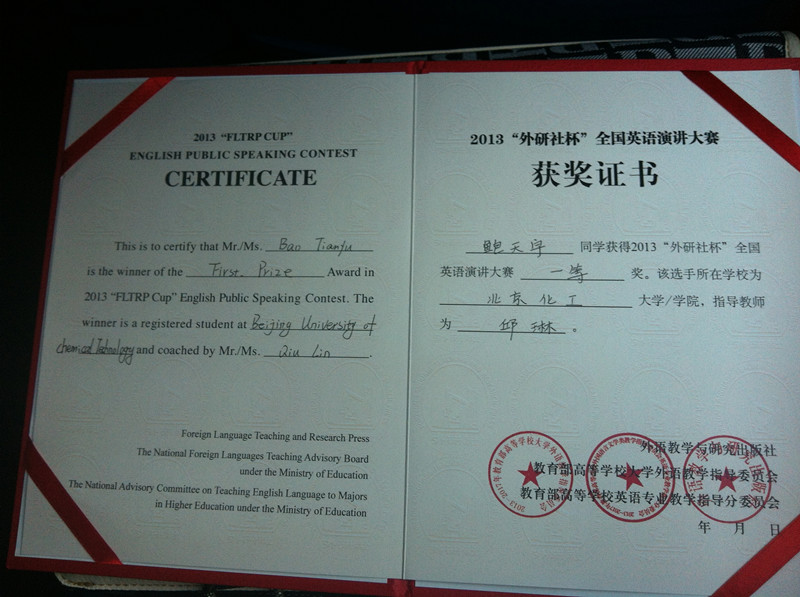 2013 “FLTRP CUP”
ENGLISH PUBLIC SPEAKING CONTEST
CERTIFICATE
This is to certify that Mr./Ms. Bao Tianyu
is the winner of the First Prize Award in
2013 “FLTRP Cup” English Public Speaking Contest. The
winner is a registered student at Beijing University of
chemical Technology and coached by Mr./Ms. Qiu Lin.
Foreign Language Teaching and Research Press
The National Foreign Languages Teaching Advisory Board
under the Ministry of Education
The National Advisory Committee on Teaching English Language to Majors
in Higher Education under the Ministry of Education
2013“外研社杯”全国英语演讲大赛
获奖证书
鲍天宇 同学获得2013“外研社杯”全国
英语演讲大赛 一等 奖。该选手所在学校为
北京化工 大学/学院，指导教师
为 邱琳 。
外语教学与研究出版社
教育部高等学校大学外语教学指导委员会
教育部高等学校英语专业教学指导分委员会
年 月 日